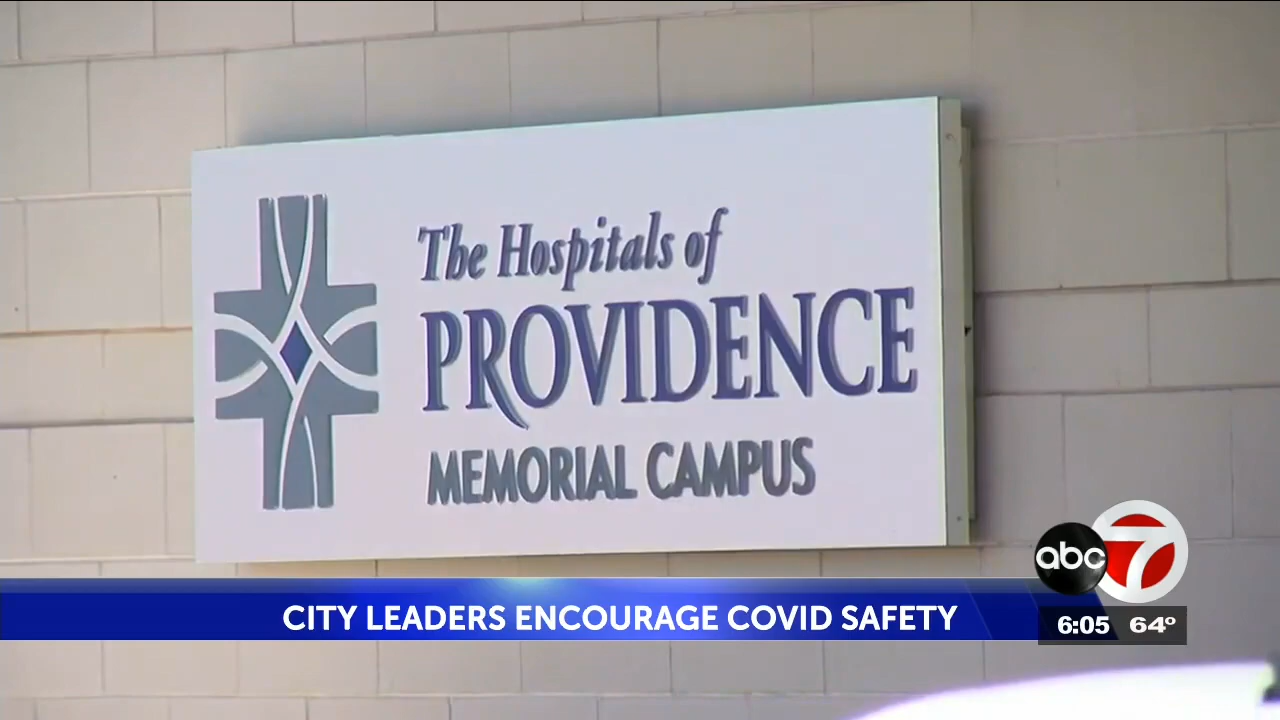 The Hospitals of
PROVIDENCE
MEMORIAL CAMPUS
abc 7
CITY LEADERS ENCOURAGE COVID SAFETY
6:05 64°